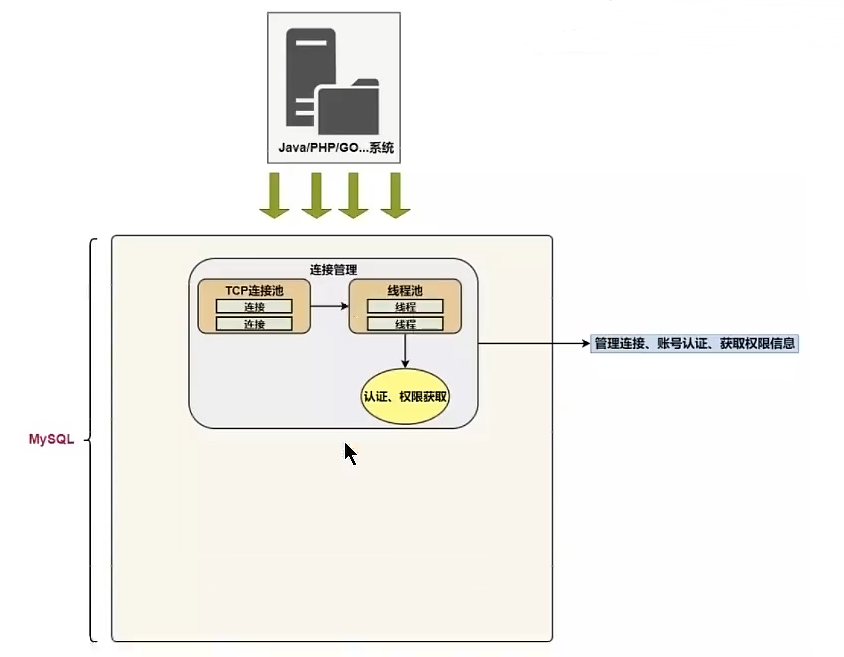 Java/PHP/GO...系统
连接管理
TCP连接池
连接
连接
线程池
线程
线程
管理连接、账号认证、获取权限信息
认证、权限获取
MySQL